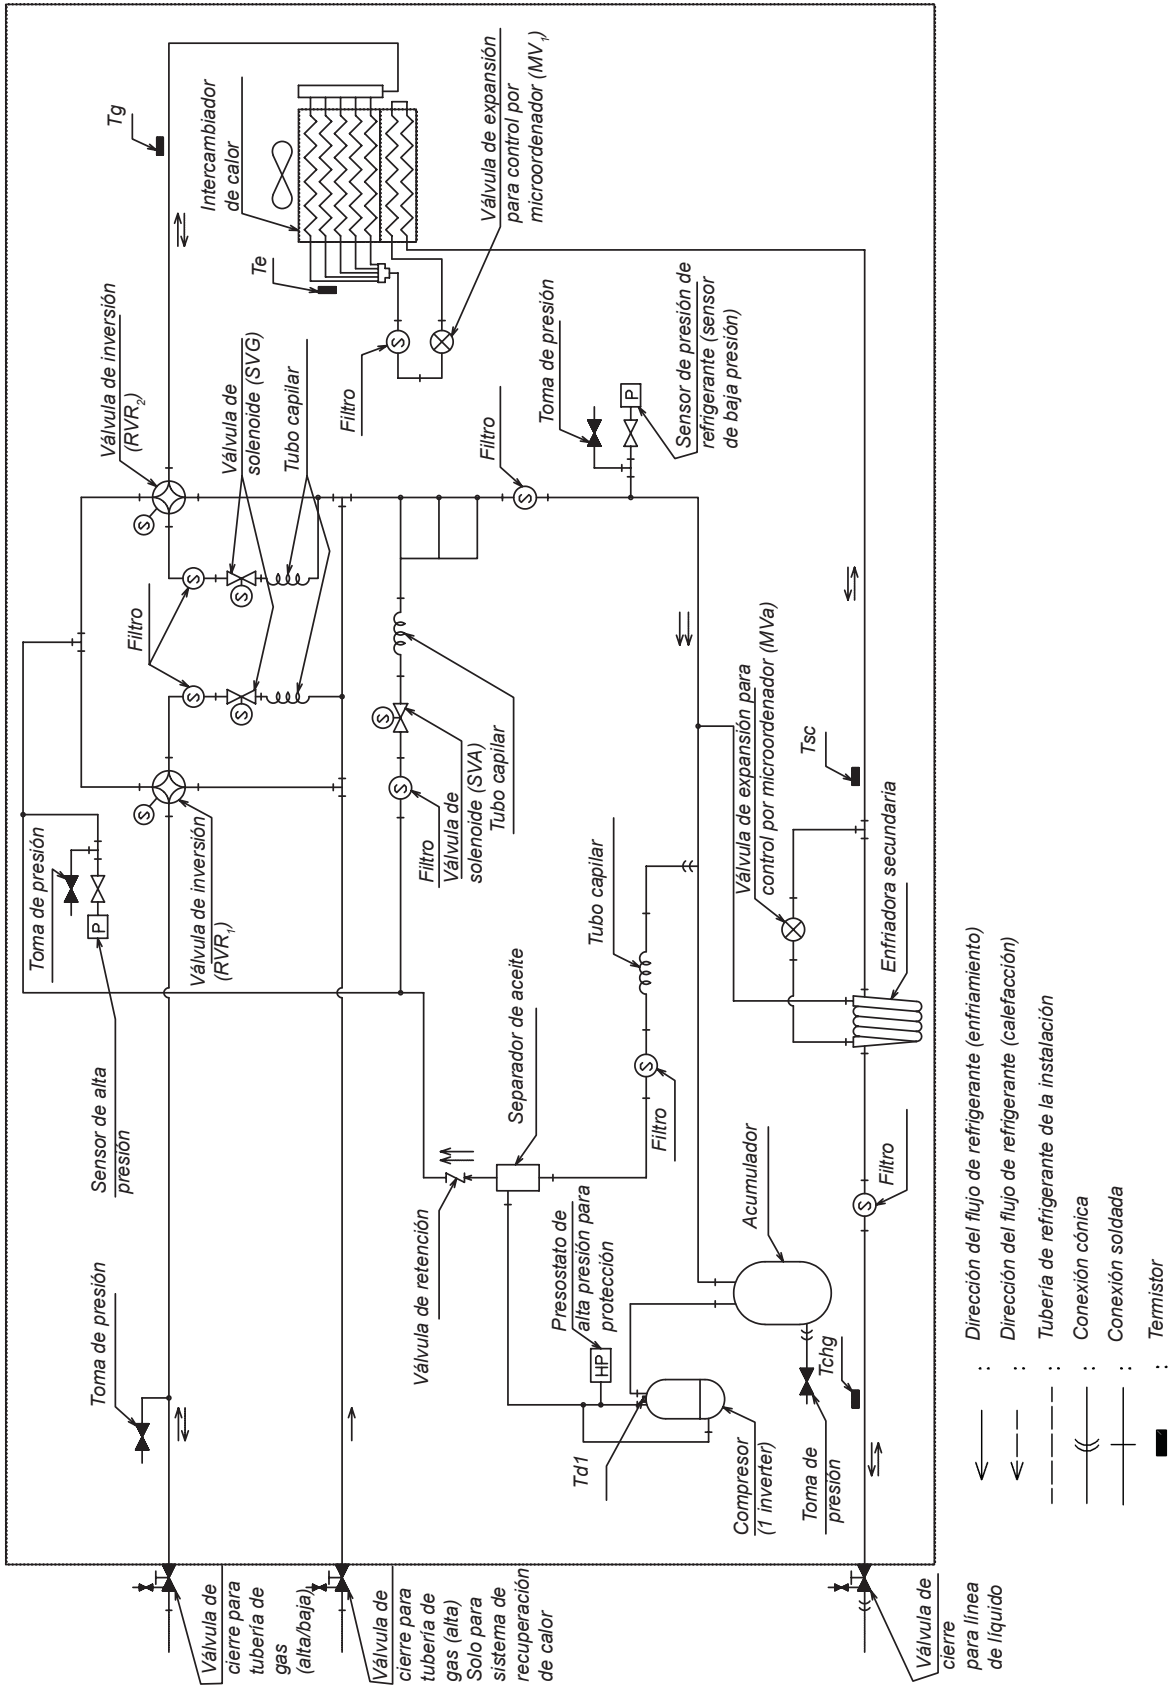 Tg
Intercambiador
de calor
Te
Válvula de expansión
para control por
microordenador (MV1)
Válvula de inversión
(RVR2)
Válvula de
solenoide (SVG)
Tubo capilar
Filtro
S
S
S
S
S
Filtro
S
Toma de presión
P
Sensor de presión de
refrigerante (sensor
de baja presión)
Filtro
S
S
S
S
S
Toma de presión
P
Válvula de inversión
(RVR1)
Sensor de alta
presión
Filtro
Válvula de
solenoide (SVA)
Tubo capilar
Tubo capilar
Válvula de expansión para
control por microordenador (MVa)
Tsc
Enfriadora secundaria
Separador de aceite
S
Filtro
Toma de presión
Válvula de retención
Presostato de
alta presión para
protección
HP
Acumulador
S
Filtro
Td1
Compresor
(1 inverter)
Toma de
presión
Tchg
Válvula de
cierre para
tubería de
gas
(alta/baja)
Válvula de
cierre para
tubería de
gas (alta)
Solo para
sistema de
recuperación
de calor
Válvula de
cierre
para línea
de líquido
: Dirección del flujo de refrigerante (enfriamiento)
: Dirección del flujo de refrigerante (calefacción)
: Tubería de refrigerante de la instalación
: Conexión cónica
: Conexión soldada
: Termistor